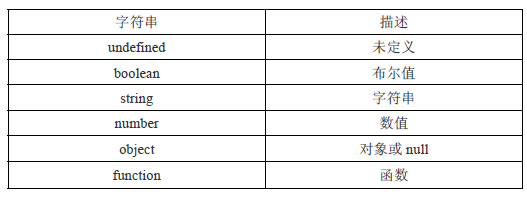 字符串 描述
undefined 未定义
boolean 布尔值
string 字符串
number 数值
object 对象或 null
function 函数